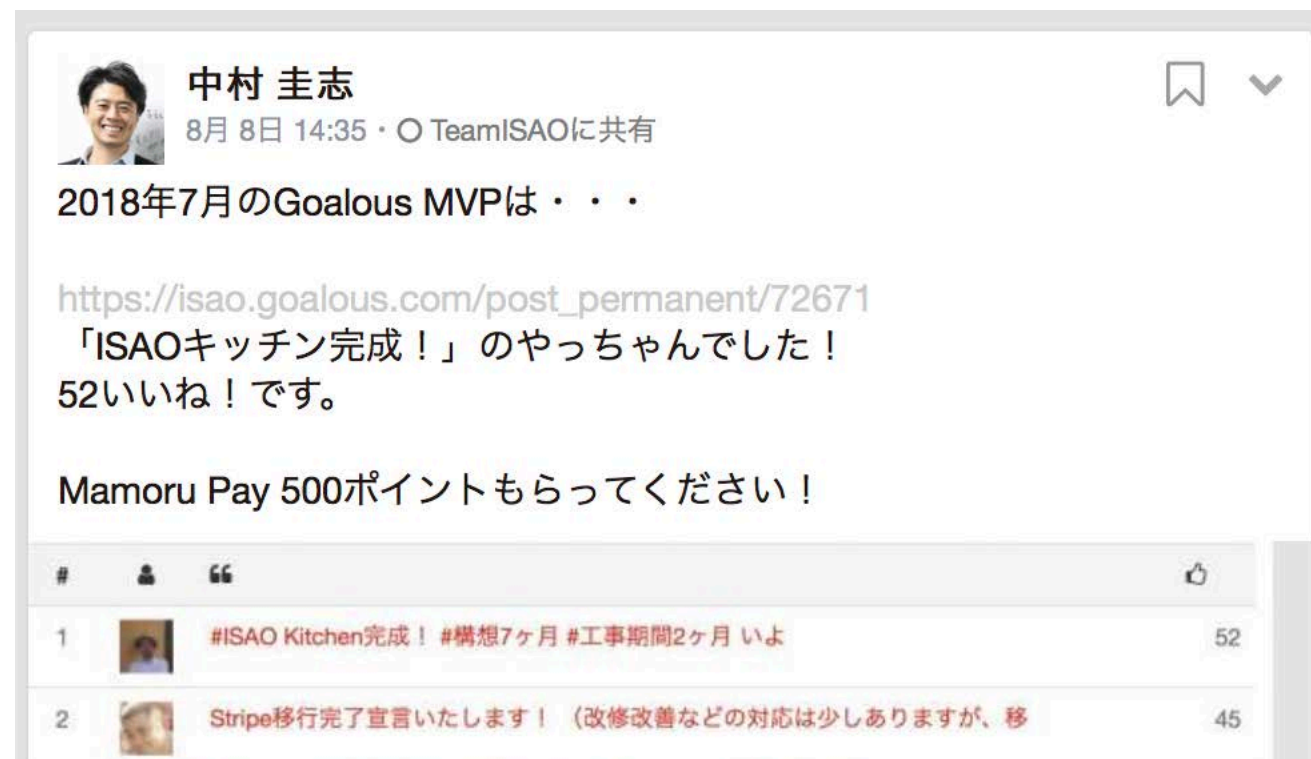 中村 圭志
8月 8日 14:35・TeamISAOに共有
2018年7月のGoalous MVPは・・・
https://isao.goalous.com/post_permanent/72671
「ISAOキッチン完成！」のやっちゃんでした！
52いいね！です。
Mamoru Pay 500ポイントもらってください！
#
1 #ISAO Kitchen完成！ #構想7ヶ月 #工事期間2ヶ月 いよ 52
2 Stripe移行完了宣言いたします！ （改修改善などの対応は少しありますが、移 45